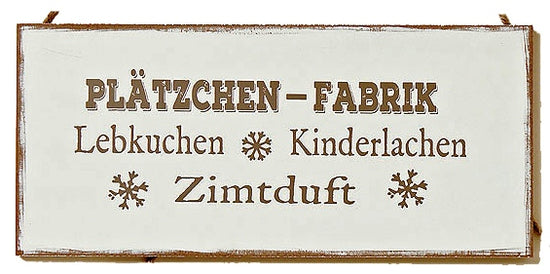 PLÄTZCHEN – FABRIK
Lebkuchen Kinderlachen
Zimtduft